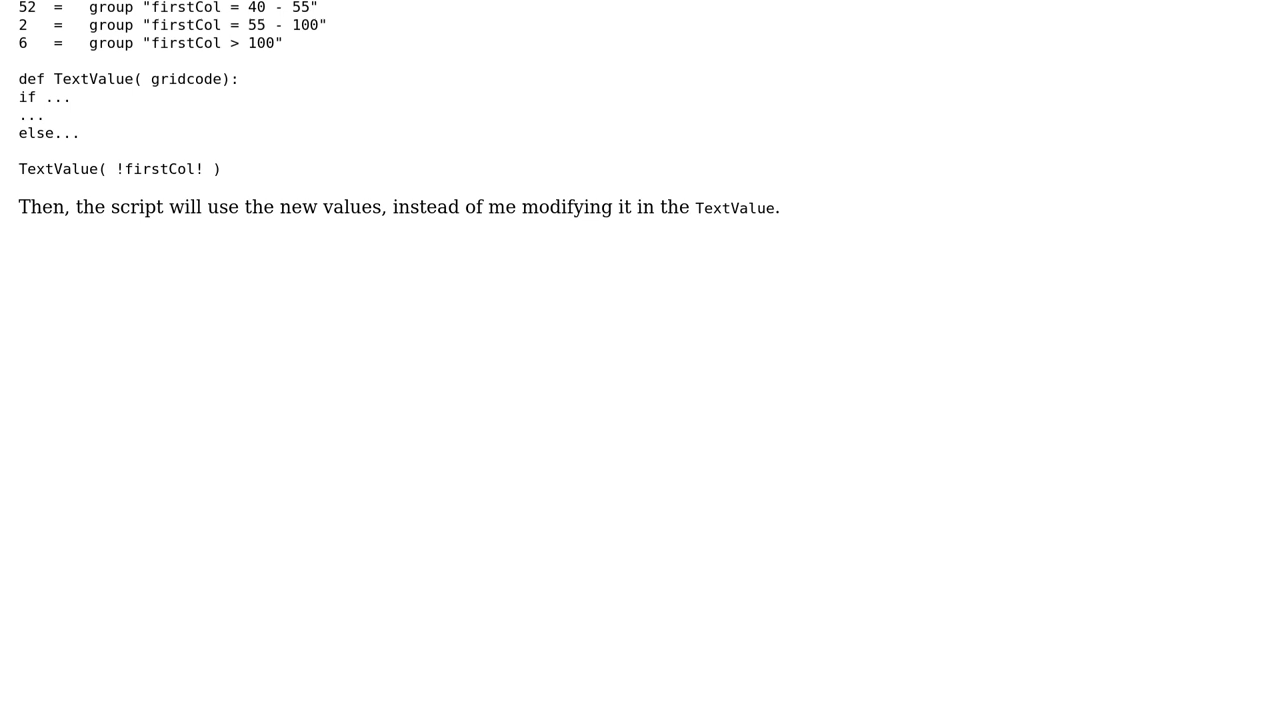 52  =   group "firstCol = 40 - 55"
2   =   group "firstCol = 55 - 100"
6   =   group "firstCol > 100"
def TextValue( gridcode):
if ...
...
else...
TextValue( !firstCol! )
Then, the script will use the new values, instead of me modifying it in the TextValue.